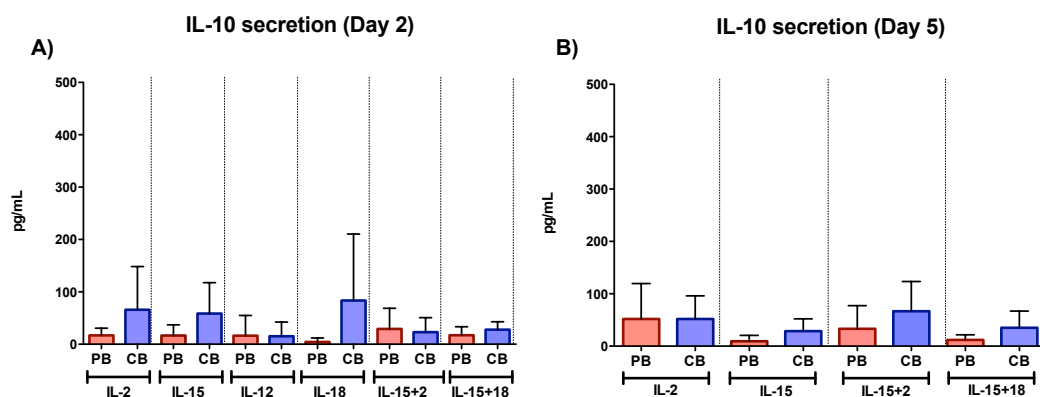 IL-10 secretion (Day 2)
A)
500
400
300
200
100
0
pg/mL
PB CB PB CB PB CB PB CB PB CB PB CB
IL-2 IL-15 IL-12 IL-18 IL-15+2 IL-15+18
IL-10 secretion (Day 5)
B)
500
400
300
200
100
0
pg/mL
PB CB PB CB PB CB PB CB
IL-2 IL-15 IL-15+2 IL-15+18